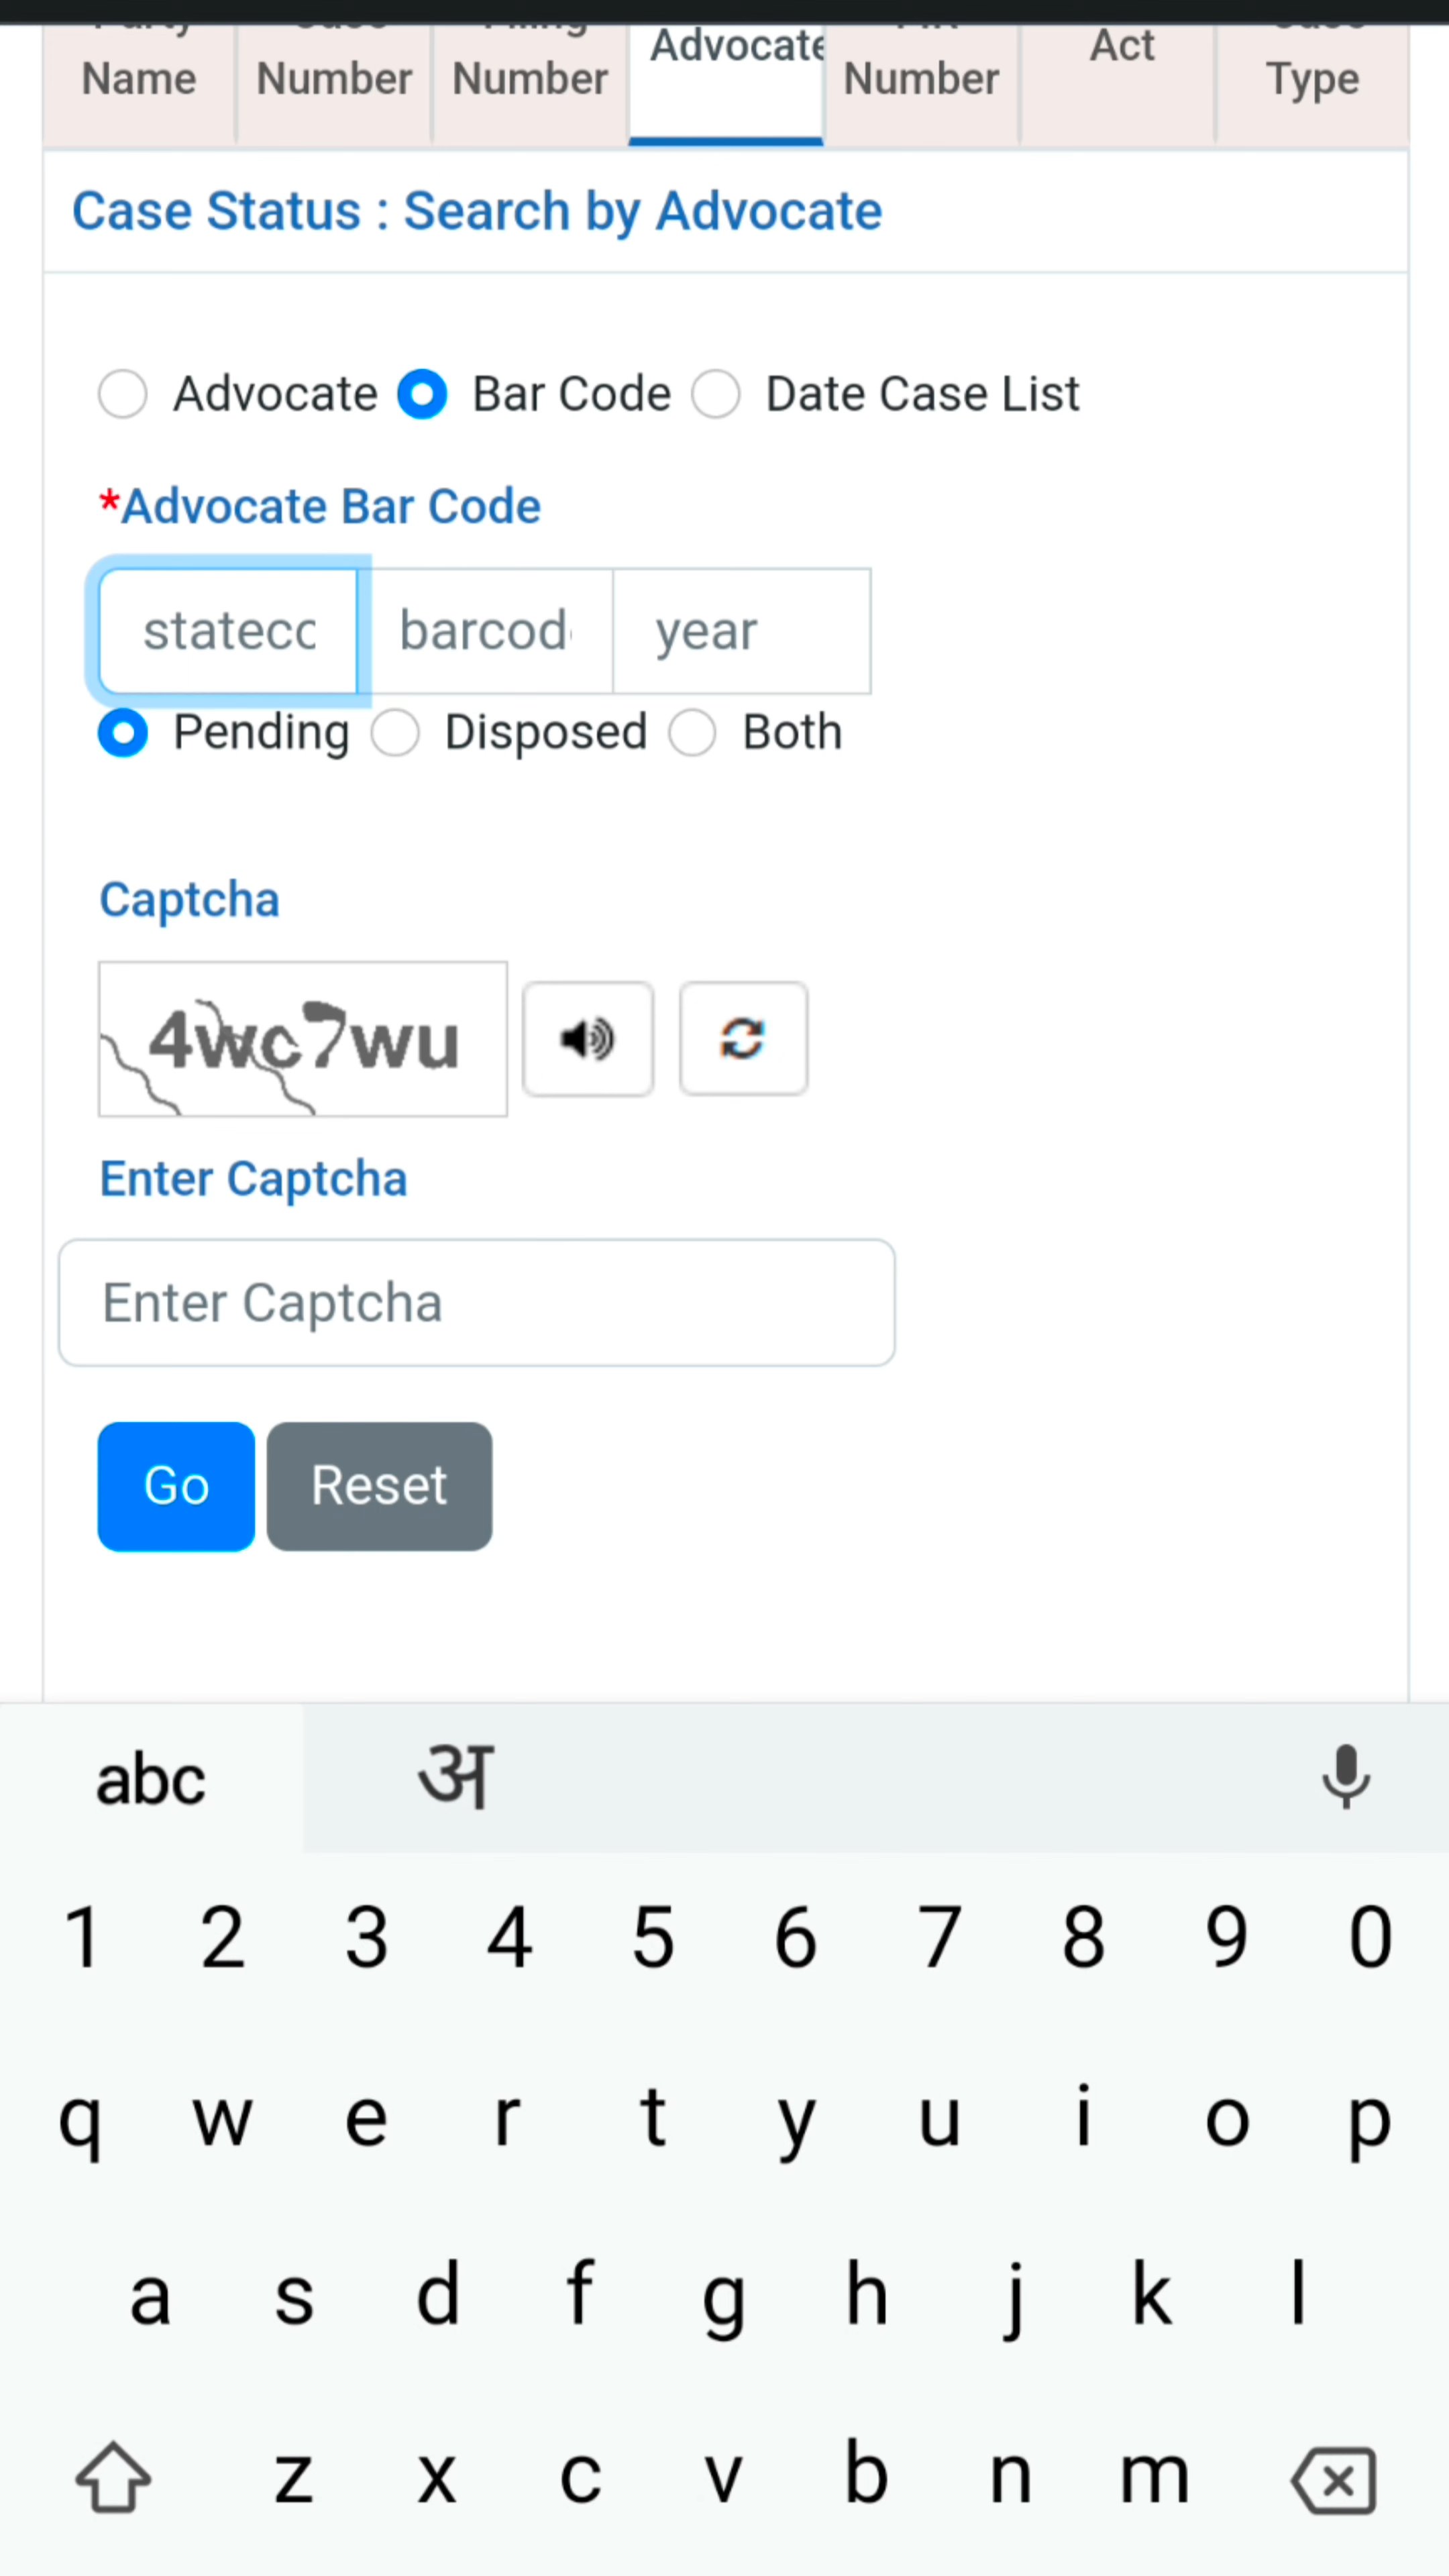 Name Number Number Advocate Number Act Type
Case Status : Search by Advocate
Advocate Bar Code Date Case List
*Advocate Bar Code
stateco barcod year
Pending Disposed Both
Captcha
4wc7wu
Enter Captcha
Enter Captcha
Go Reset
abc अ
1 2 3 4 5 6 7 8 9 0
q w e r t y u i o p
a s d f g h j k l
z x c v b n m